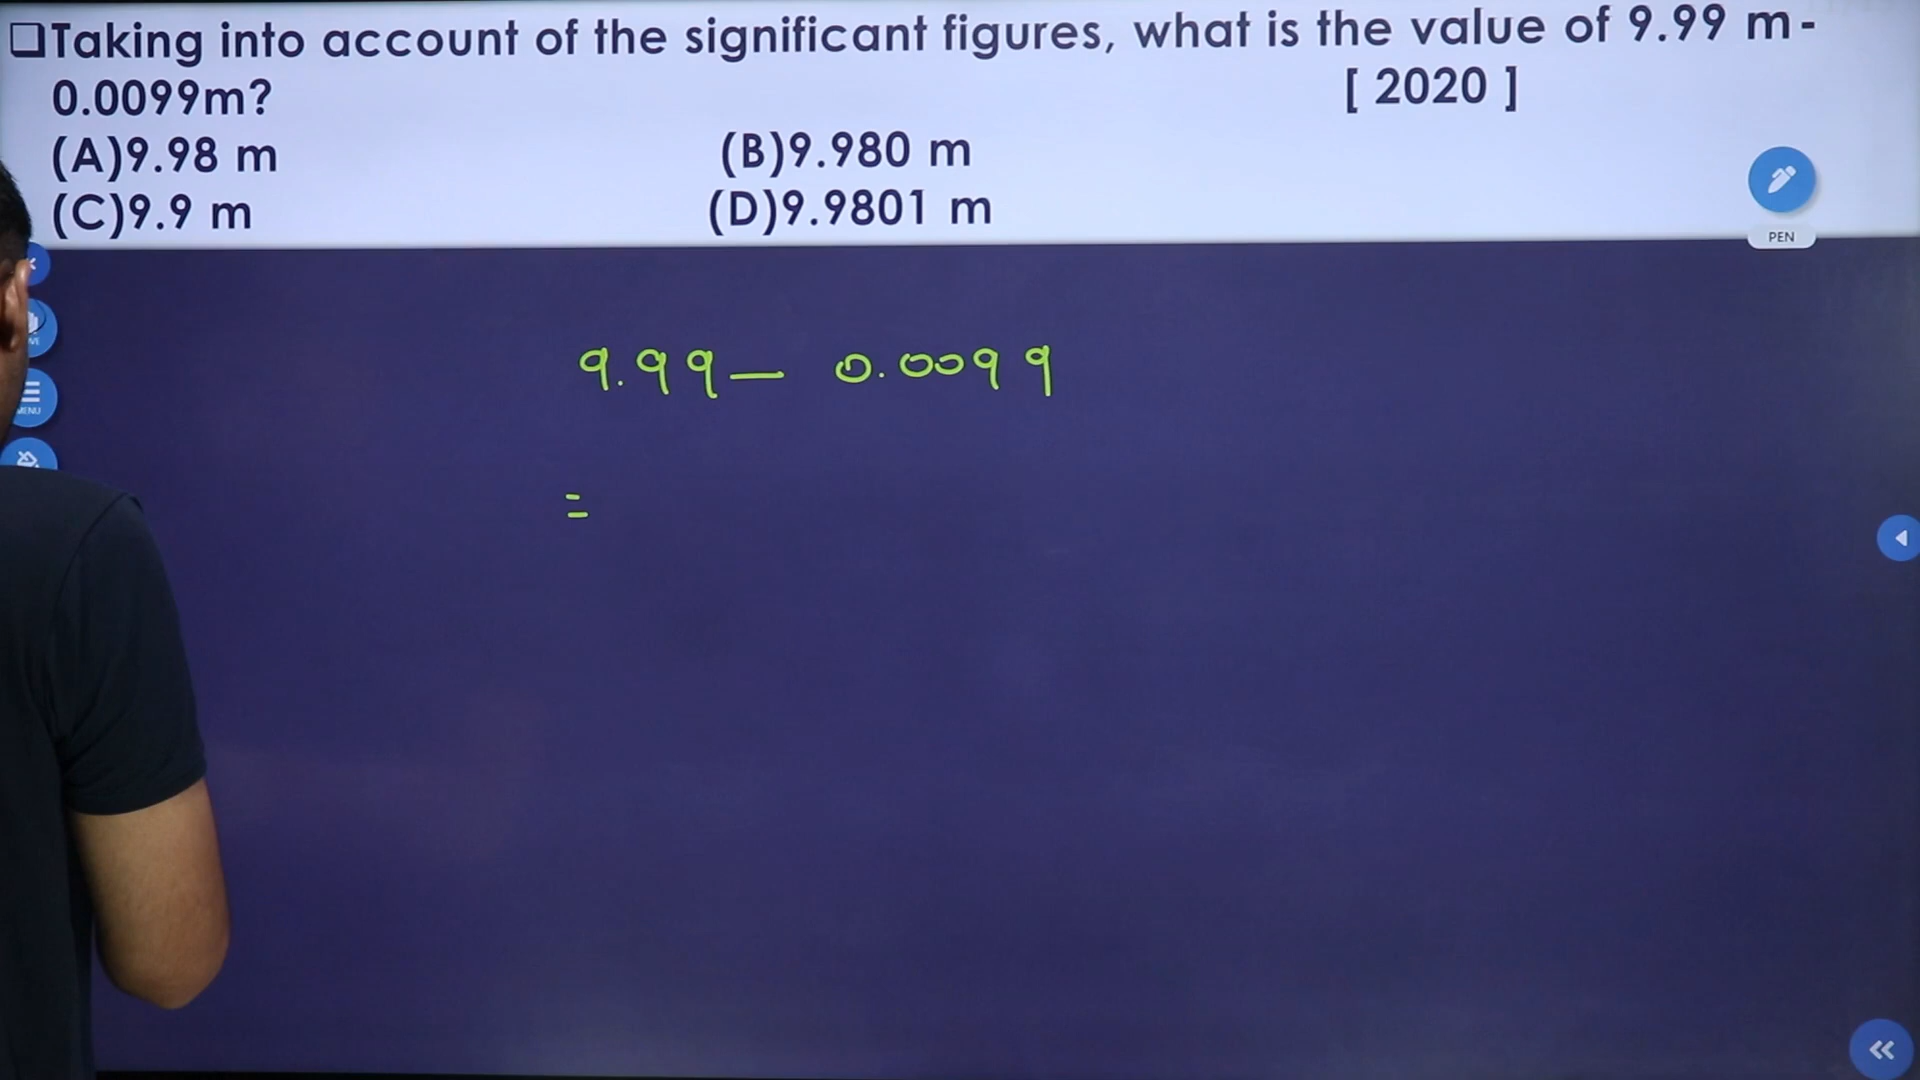 ❑Taking into account of the significant figures, what is the value of 9.99 m -
0.0099m? [ 2020 ]
(A)9.98 m (B)9.980 m
(C)9.9 m (D)9.9801 m
PEN
MENU
9.99 – 0.0099
=